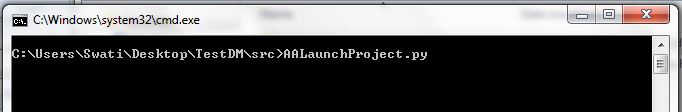 C:\Windows\system32\cmd.exe
C:\Users\Swati\Desktop\TestDM\src>AALaunchProject.py